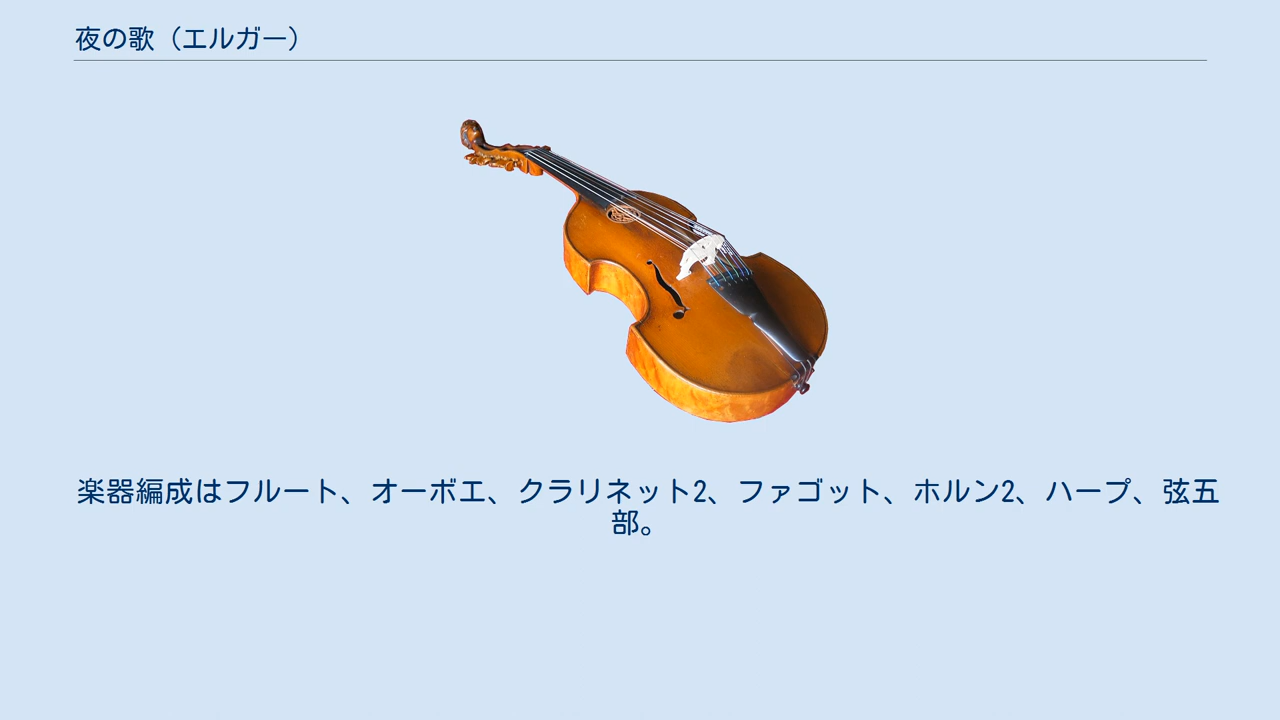 夜の歌（エルガー）
楽器編成はフルート、オーボエ、クラリネット2、ファゴット、ホルン2、ハープ、弦五
部。